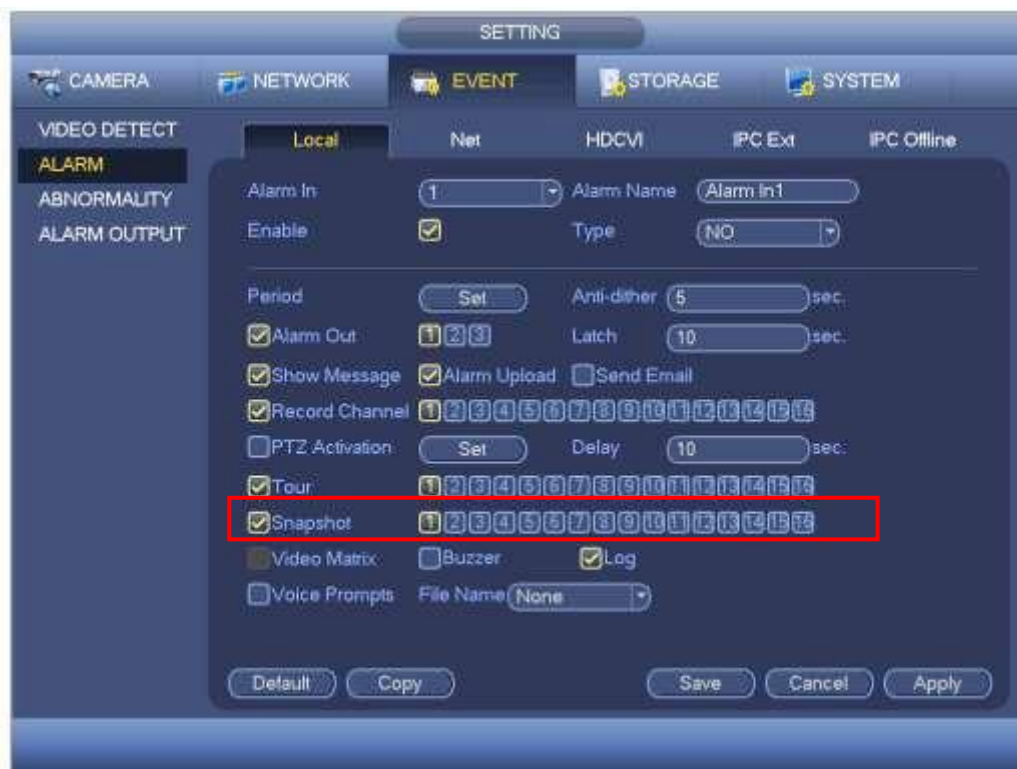 SETTING
CAMERA NETWORK EVENT STORAGE SYSTEM
VIDEO DETECT
ALARM
ABNORMALITY
ALARM OUTPUT
Local Net HDCVI IPC Ext IPC Offline
Alarm In 1 Alarm Name Alarm In1
Enable Type NO
Period Set Anti-dither 5 sec.
Alarm Out 1 2 3 Latch 10 sec.
Show Message Alarm Upload Send Email
Record Channel 1 2 3 4 5 6 7 8 9 10 11 12 13 14 15 16
PTZ Activation Set Delay 10 sec.
Tour 1 2 3 4 5 6 7 8 9 10 11 12 13 14 15 16
Snapshot 1 2 3 4 5 6 7 8 9 10 11 12 13 14 15 16
Video Matrix Buzzer Log
Voice Prompts File Name None
Default Copy Save Cancel Apply